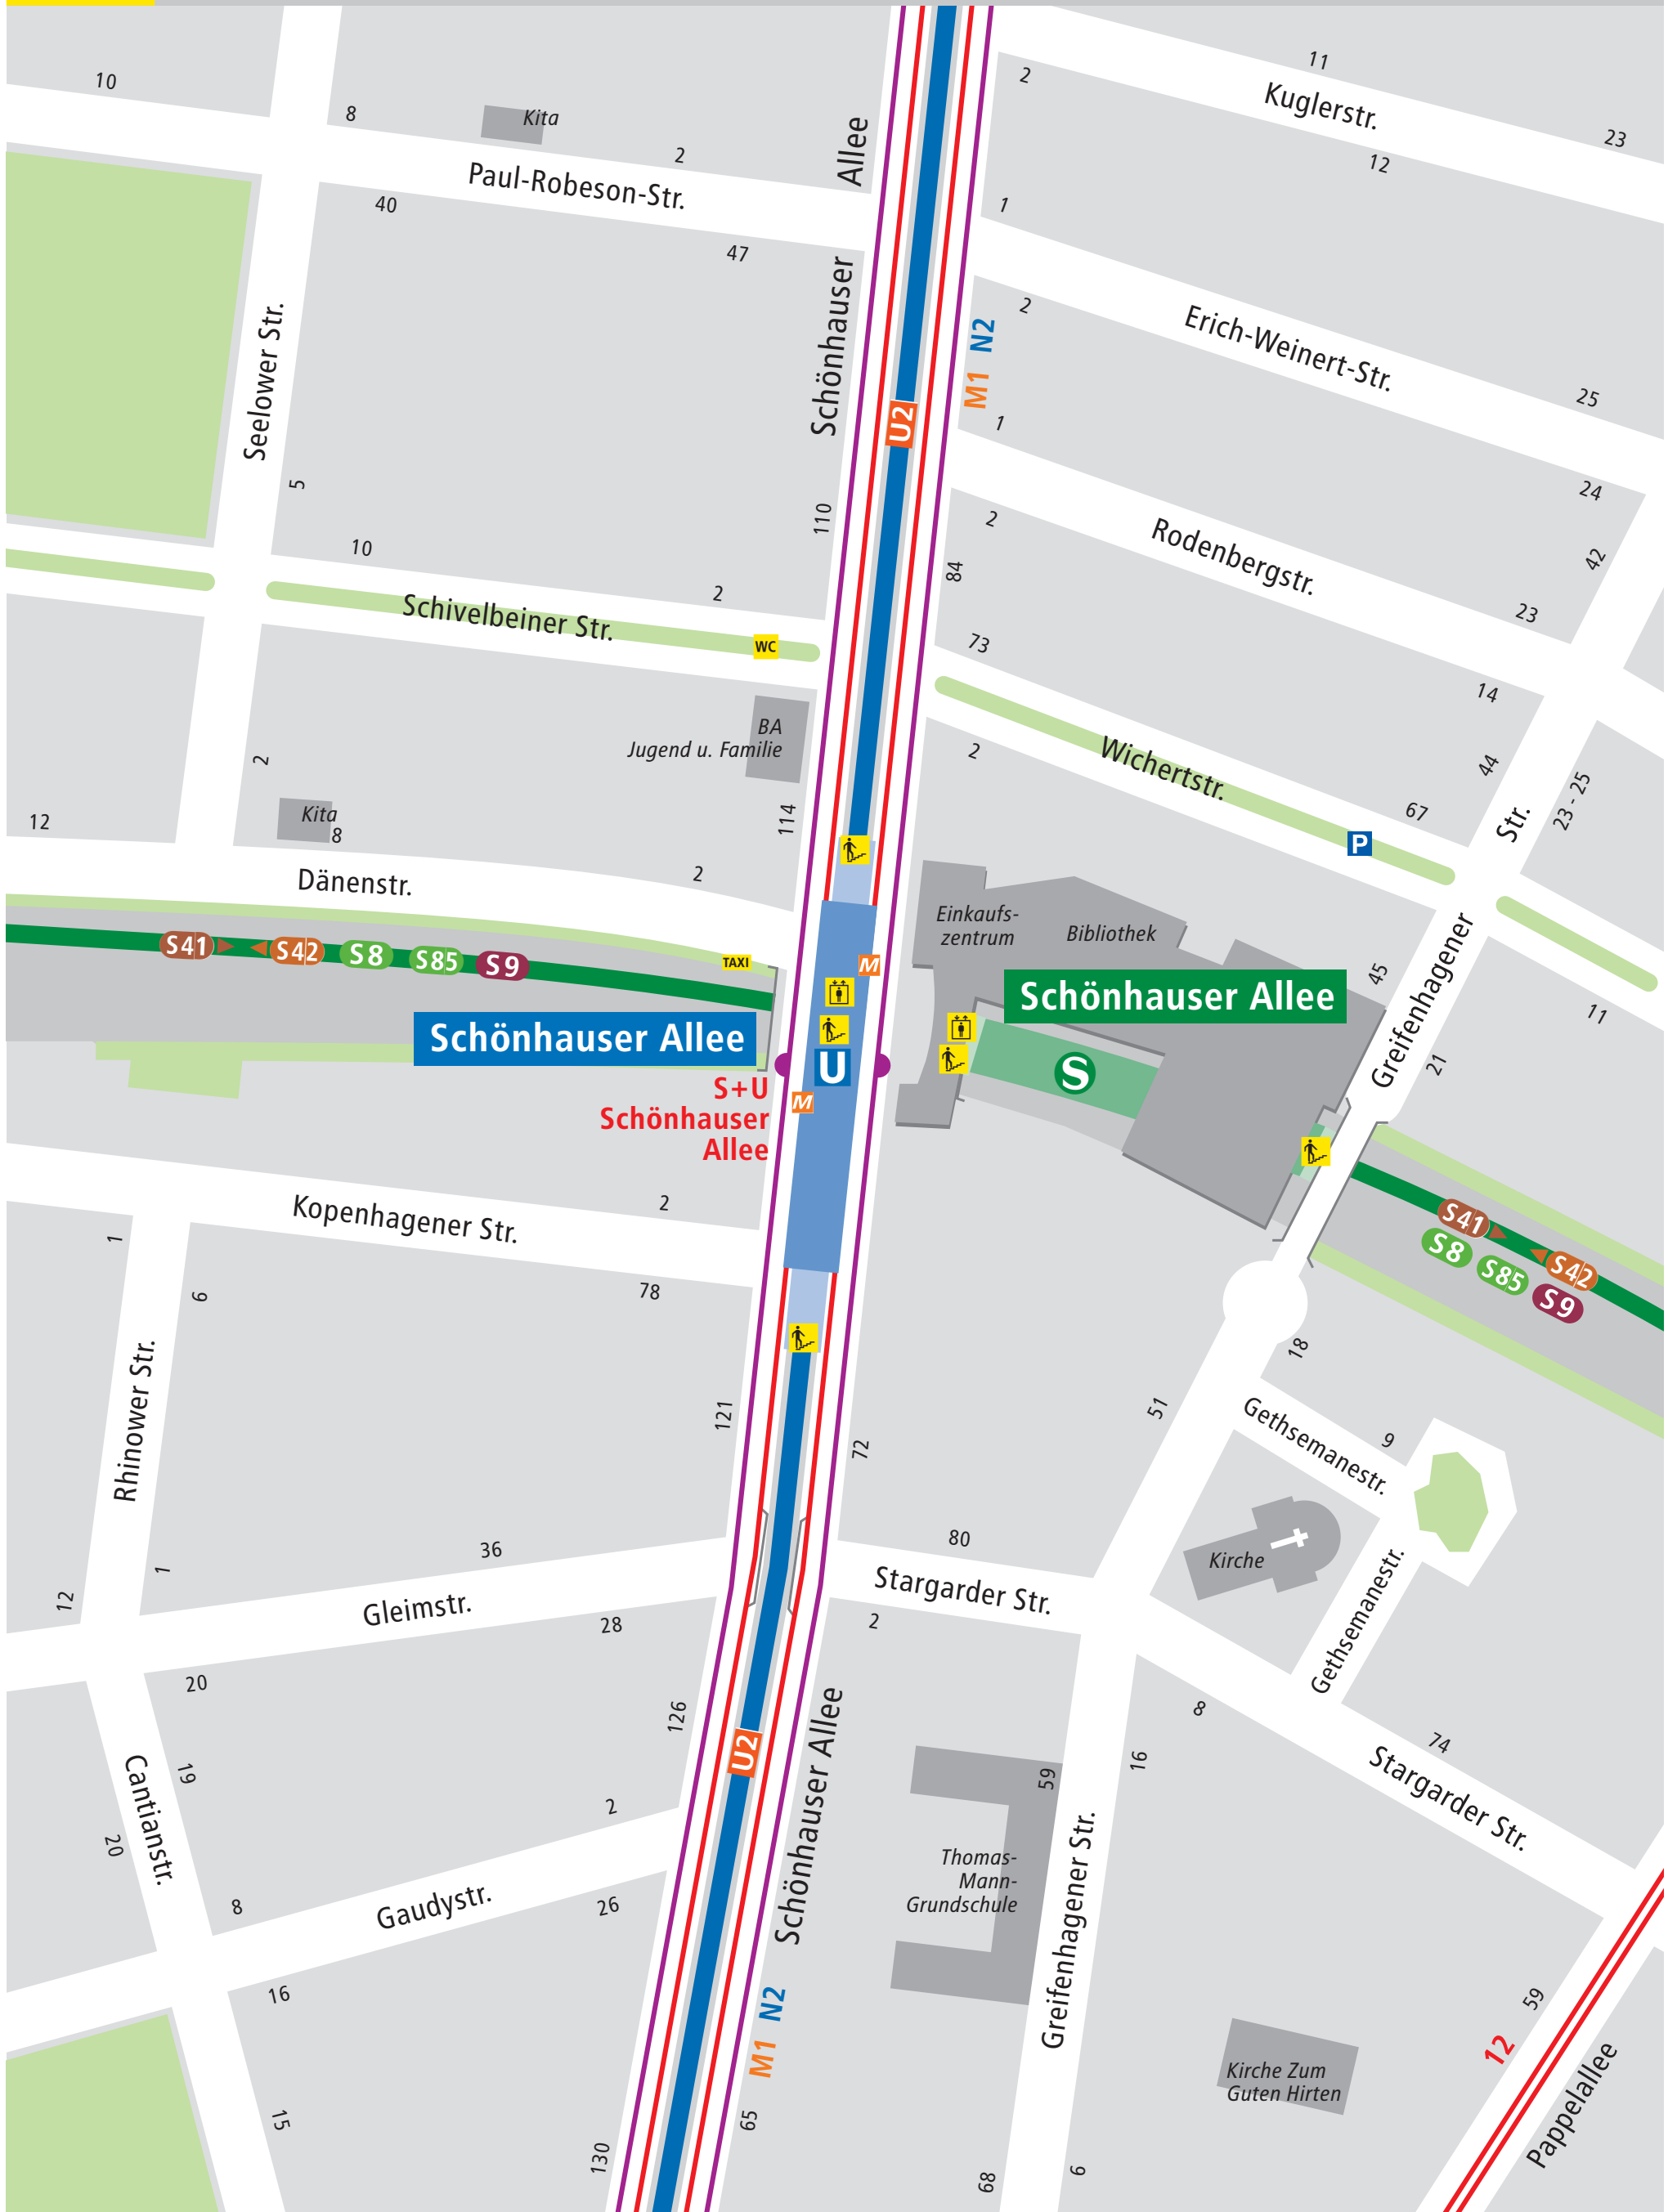 11
Kuglerstr.
2
23
12
10
8
Kita
2
Paul-Robeson-Str.
40
47
Allee
Schönhauser
1
2
Erich-Weinert-Str.
25
24
N2
M1
U2
1
Seelower Str.
5
110
2
Rodenbergstr.
23
42
84
10
2
Schivelbeiner Str.
WC
73
14
Wichertstr.
2
44
23 - 25
67
P
Str.
BA
Jugend u. Familie
2
Kita
8
12
114
Dänenstr.
2
Einkaufs-
zentrum
Bibliothek
S41
S42
S8
S85
S9
TAXI
M
Schönhauser Allee
45
Greifenhagener
11
21
Schönhauser Allee
U
S
S+U
Schönhauser
Allee
M
Kopenhagener Str.
2
78
1
6
S41
S8
S85
S42
S9
18
Rhinower Str.
121
72
51
Gethsemanestr.
9
36
80
Kirche
12
1
Gleimstr.
28
Stargarder Str.
2
Gethsemanestr.
20
126
U2
Schönhauser Allee
8
74
Stargarder Str.
Cantianstr.
19
20
2
59
16
Thomas-
Mann-
Grundschule
Greifenhagener Str.
8
Gaudystr.
26
16
N2
M1
59
12
Pappelallee
Kirche Zum
Guten Hirten
15
130
65
68
6